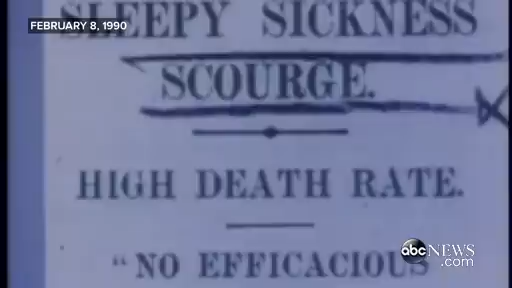 FEBRUARY 8, 1990
SLEEPY SICKNESS
SCOURGE.
HIGH DEATH RATE.
"NO EFFICACIOUS
abc NEWS
.com